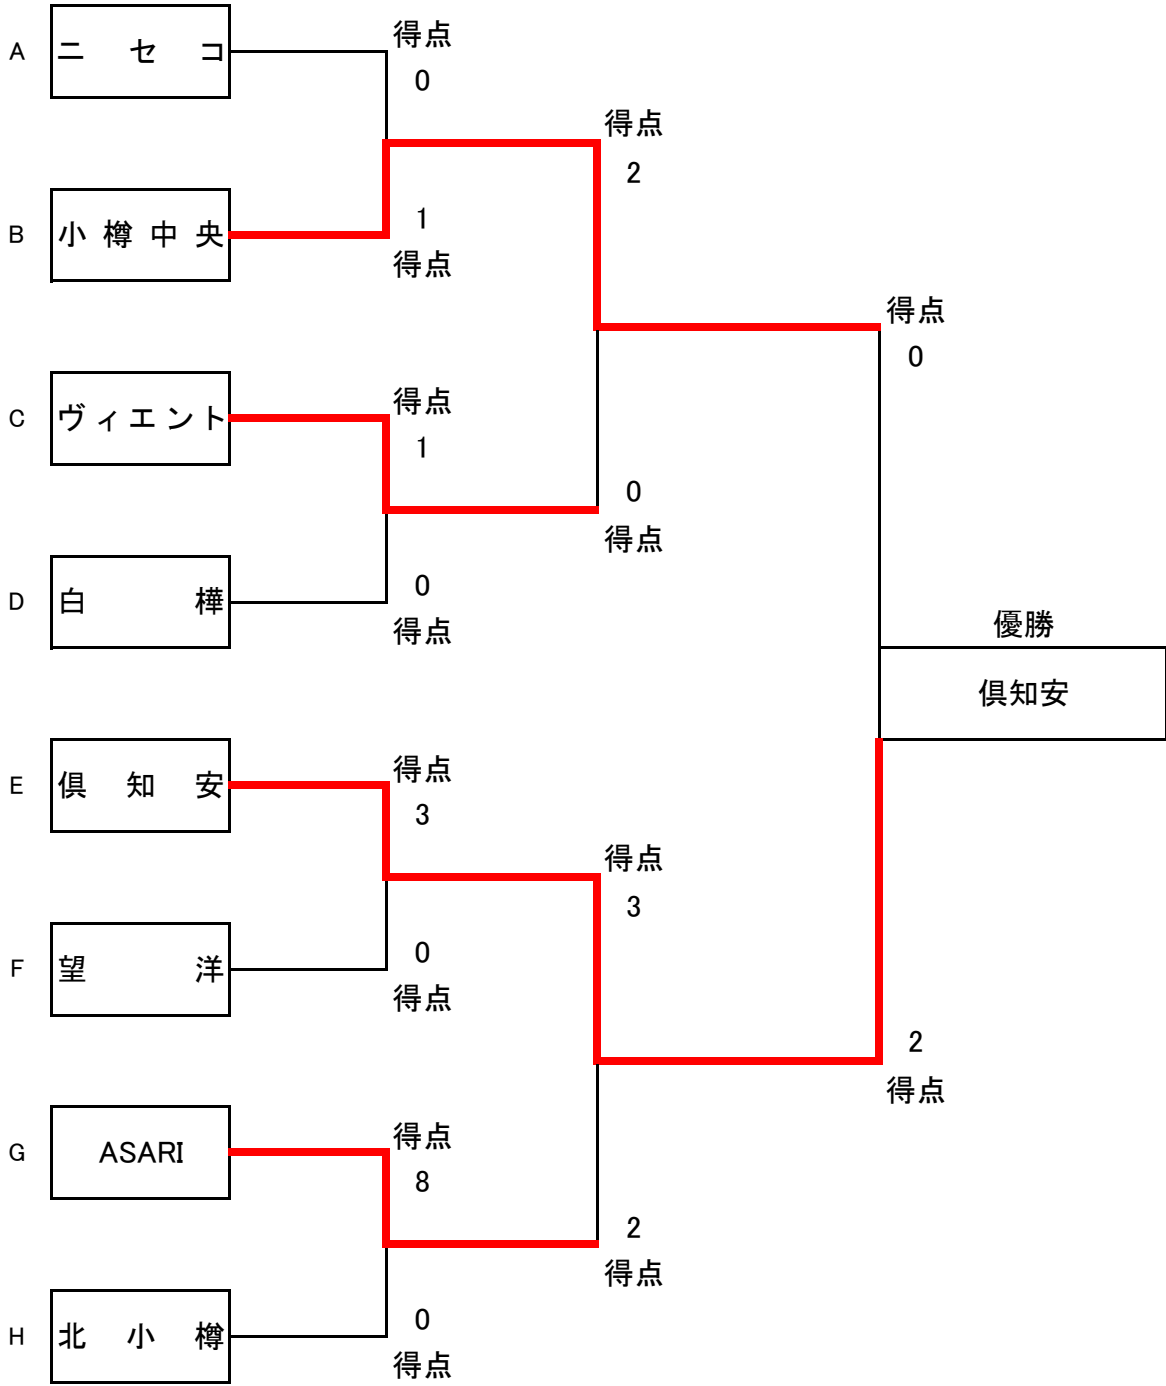 A
ニセコ
得点
0
得点
2
B
小樽中央
1
得点
得点
0
C
ヴィエント
得点
1
0
得点
D
白樺
0
得点
優勝
倶知安
E
倶知安
得点
3
得点
3
F
望洋
0
得点
2
得点
G
ASARI
得点
8
2
得点
H
北小樽
0
得点